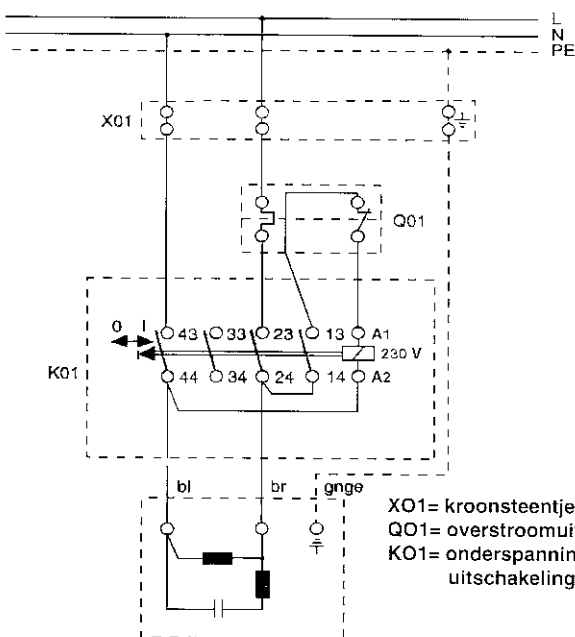 L
N
PE
X01
Q01
0 I
43 33 23 13 A1
230 V
K01
44 34 24 14 A2
bl br gnge
XO1= kroonsteentje
QO1= overstroomui
KO1= onderspannin
uitschakeling